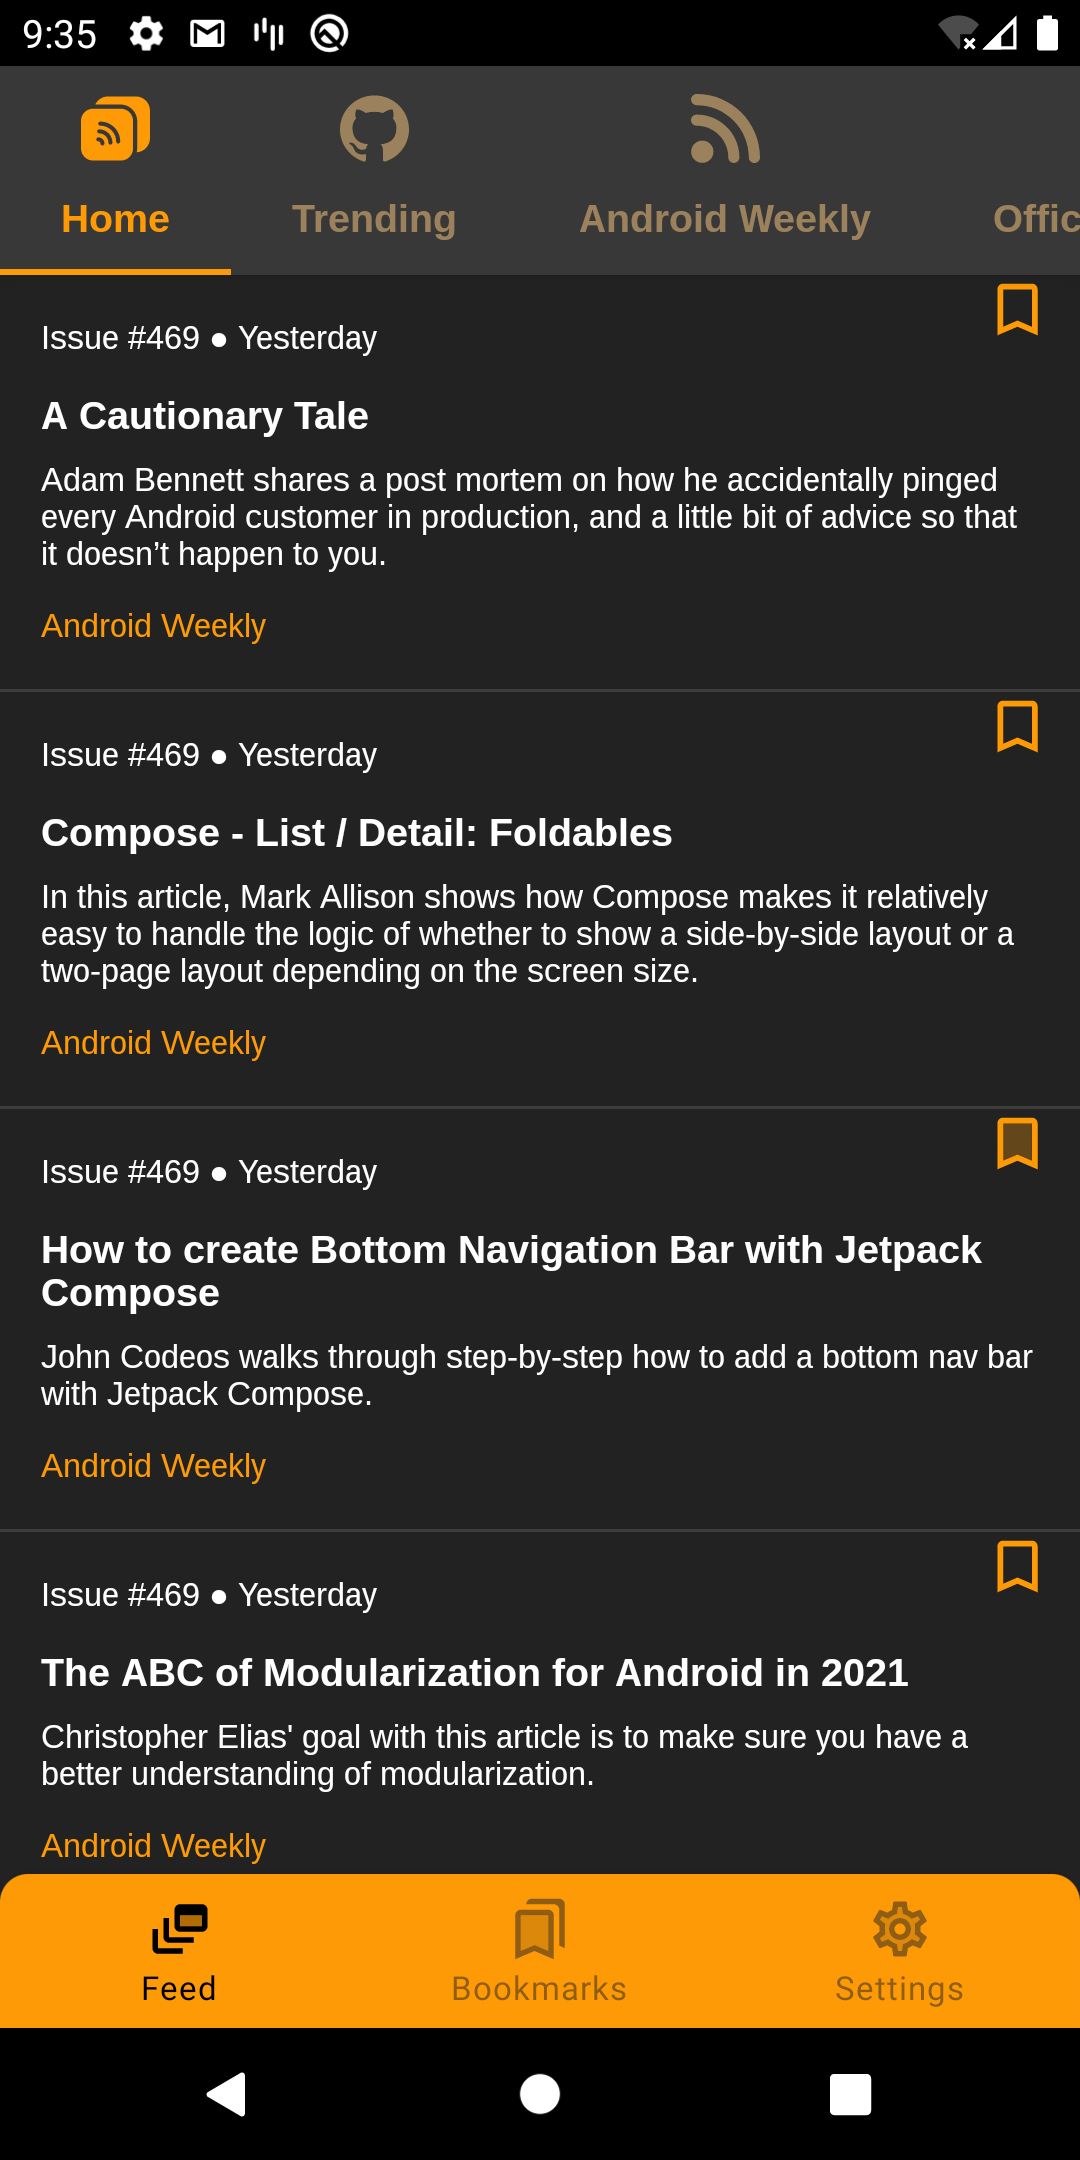 9:35
Home
Trending
Android Weekly
Offic
Issue #469 ● Yesterday
A Cautionary Tale
Adam Bennett shares a post mortem on how he accidentally pinged
every Android customer in production, and a little bit of advice so that
it doesn’t happen to you.
Android Weekly
Issue #469 ● Yesterday
Compose - List / Detail: Foldables
In this article, Mark Allison shows how Compose makes it relatively
easy to handle the logic of whether to show a side-by-side layout or a
two-page layout depending on the screen size.
Android Weekly
Issue #469 ● Yesterday
How to create Bottom Navigation Bar with Jetpack
Compose
John Codeos walks through step-by-step how to add a bottom nav bar
with Jetpack Compose.
Android Weekly
Issue #469 ● Yesterday
The ABC of Modularization for Android in 2021
Christopher Elias' goal with this article is to make sure you have a
better understanding of modularization.
Android Weekly
Feed
Bookmarks
Settings